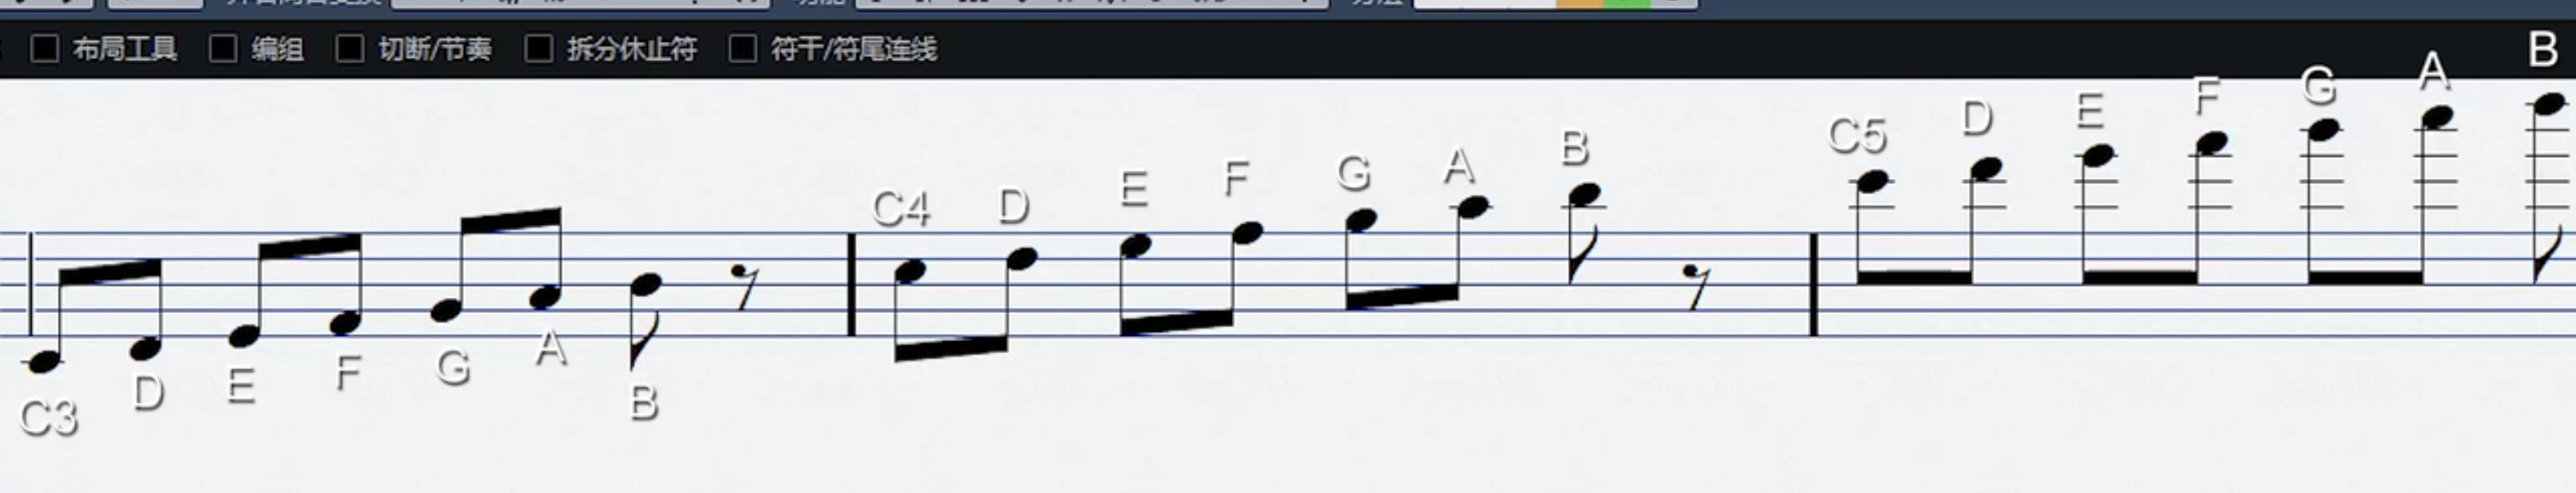 布局工具 编组 切断/节奏 拆分休止符 符干/符尾连线
C3 D E F G A B C4 D E F G A B C5 D E F G A B